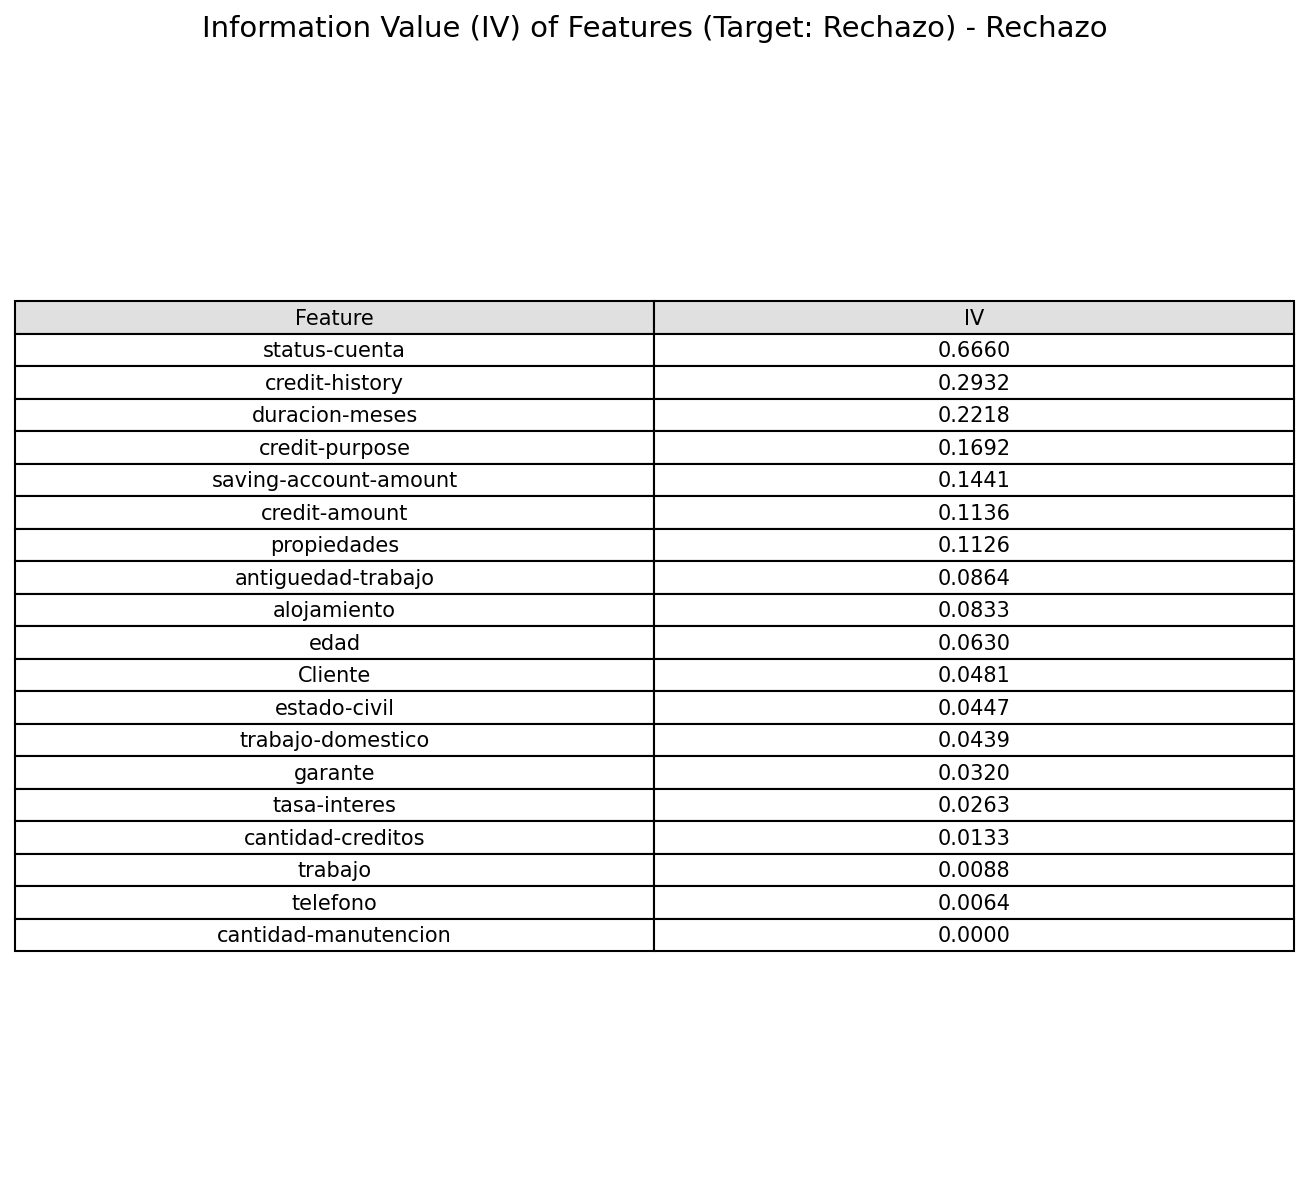 Information Value (IV) of Features (Target: Rechazo) - Rechazo
Feature IV
status-cuenta 0.6660
credit-history 0.2932
duracion-meses 0.2218
credit-purpose 0.1692
saving-account-amount 0.1441
credit-amount 0.1136
propiedades 0.1126
antiguedad-trabajo 0.0864
alojamiento 0.0833
edad 0.0630
Cliente 0.0481
estado-civil 0.0447
trabajo-domestico 0.0439
garante 0.0320
tasa-interes 0.0263
cantidad-creditos 0.0133
trabajo 0.0088
telefono 0.0064
cantidad-manutencion 0.0000